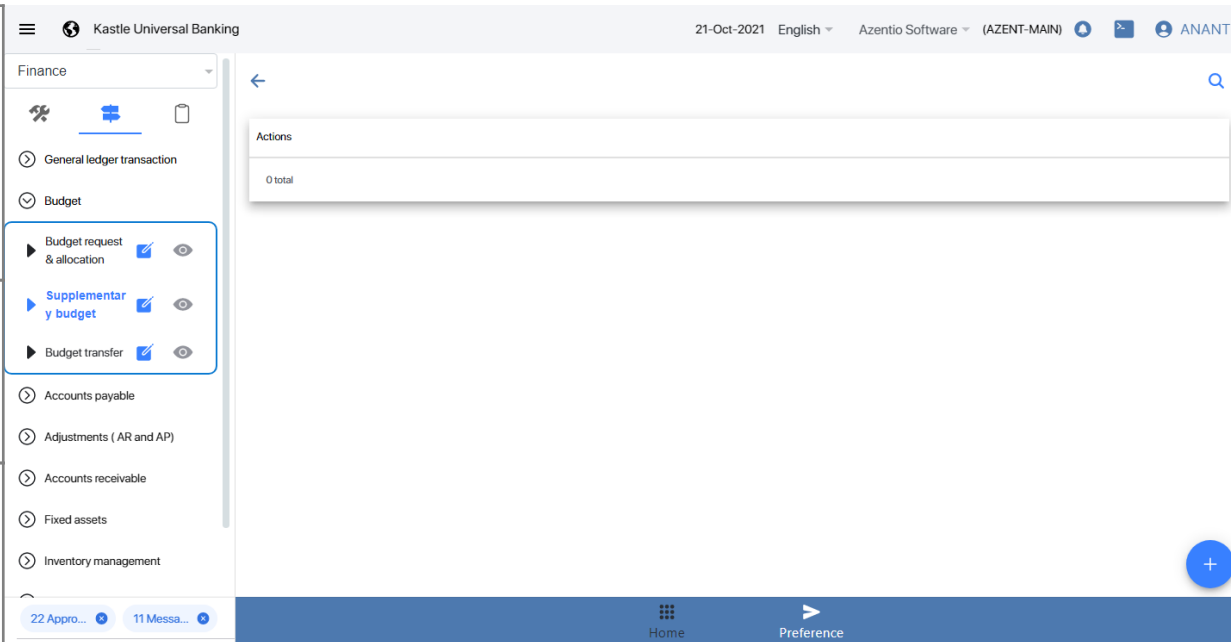 Kastle Universal Banking
21-Oct-2021 English Azentio Software (AZENT-MAIN) ANANT
Finance
General ledger transaction
Budget
Budget request
& allocation
Supplementar
y budget
Budget transfer
Accounts payable
Adjustments ( AR and AP)
Accounts receivable
Fixed assets
Inventory management
22 Appro...
11 Messa...
Actions
0 total
Home
Preference